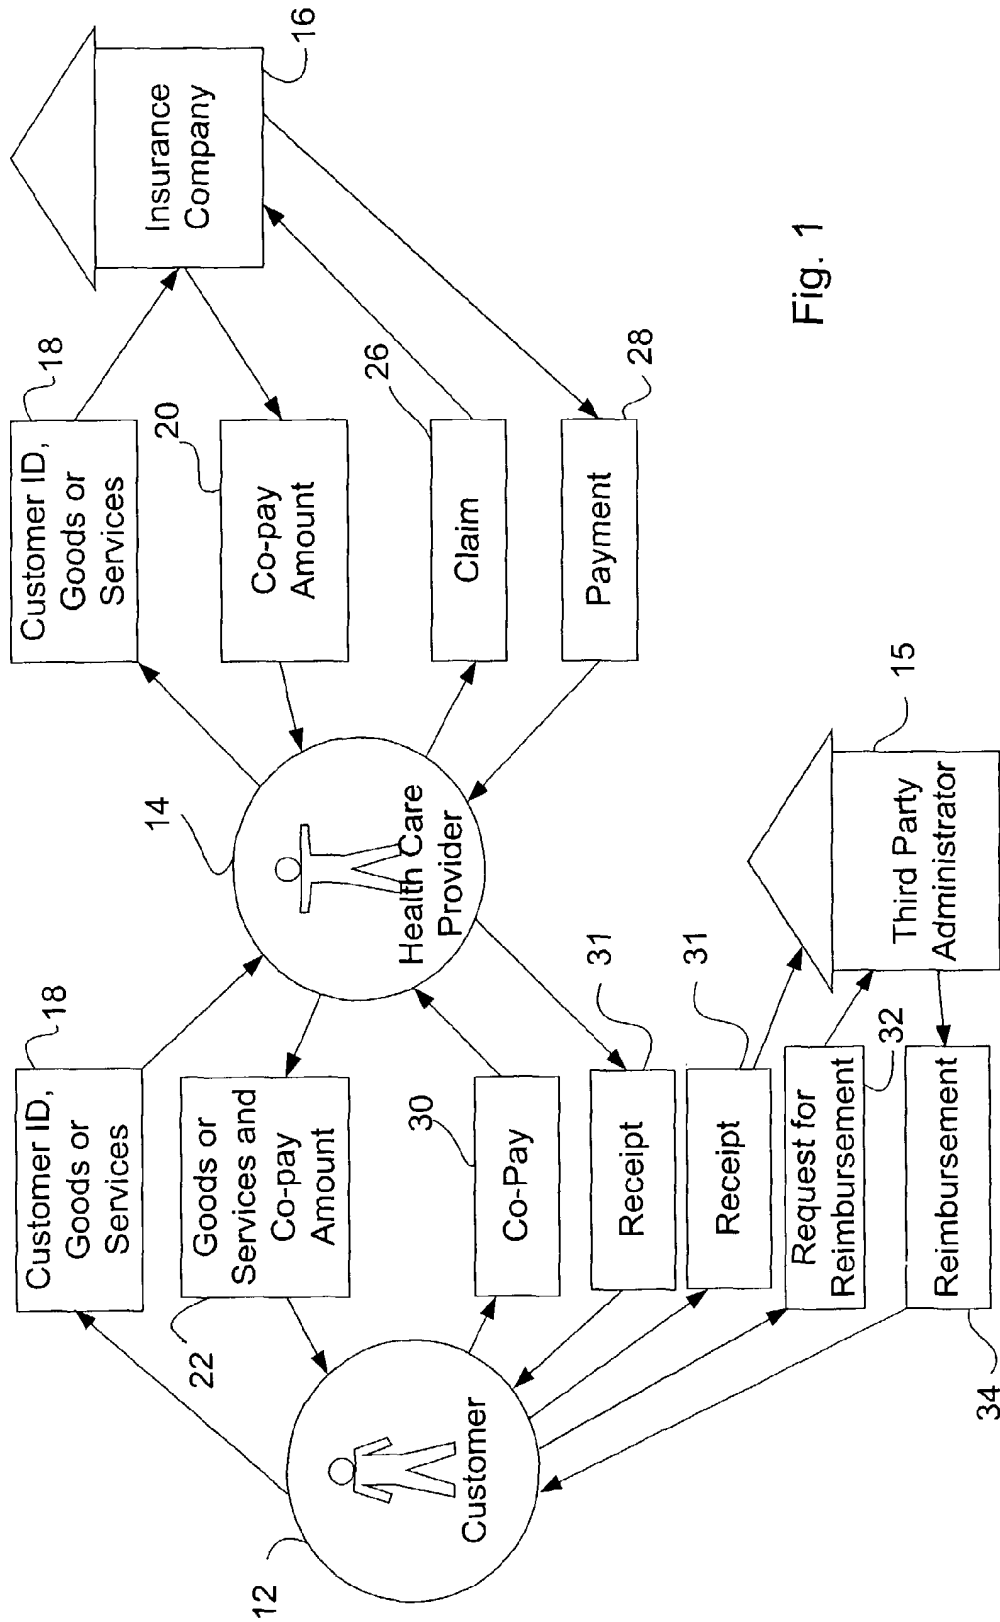 18
Customer ID,
Goods or
Services
22
Goods or
Services and
Co-pay
Amount
12
Customer
30
Co-Pay
Receipt
31
Receipt
31
Request for
Reimbursement
32
Reimbursement
34
14
Health Care
Provider
18
Customer ID,
Goods or
Services
20
Co-pay
Amount
26
Claim
Payment
28
Insurance
Company
16
Third Party
Administrator
15
Fig. 1